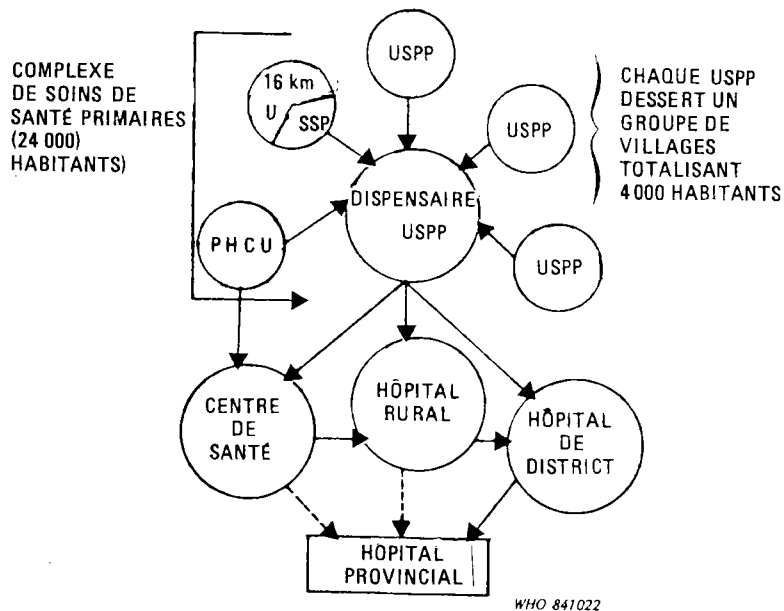 COMPLEXE
DE SOINS DE
SANTÉ PRIMAIRES
(24 000)
HABITANTS)
16 km
U
SSP
USPP
USPP
USPP
CHAQUE USPP
DESSERT UN
GROUPE DE
VILLAGES
TOTALISANT
4 000 HABITANTS
DISPENSAIRE
USPP
PHCU
CENTRE
DE
SANTÉ
HÔPITAL
RURAL
HÔPITAL
DE
DISTRICT
HÔPITAL
PROVINCIAL
WHO 841022